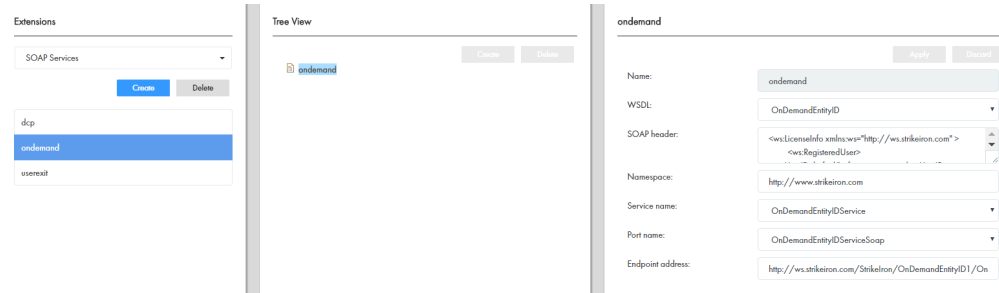 Extensions
SOAP Services
Create Delete
dcp
ondemand
userexit
Tree View
Create Delete
ondemand
ondemand
Apply Discard
Name: ondemand
WSDL: OnDemandEntityID
SOAP header: <ws:LicenseInfo xmlns:ws="http://ws.strikeiron.com" >
<ws:RegisteredUser>
Namespace: http://www.strikeiron.com
Service name: OnDemandEntityIDService
Port name: OnDemandEntityIDServiceSoap
Endpoint address: http://ws.strikeiron.com/StrikeIron/OnDemandEntityID1/On